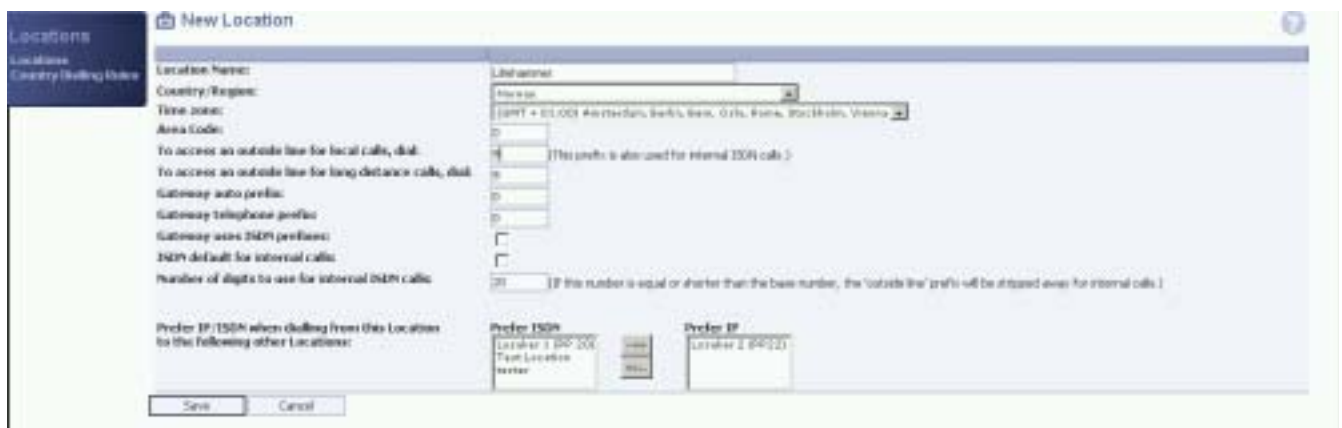 Locations
Locations
Country Dialling Rules
New Location
Location Name:
Lillehammer
Country/Region:
Norway
Time zone:
(GMT + 01:00) Amsterdam, Berlin, Bern, Oslo, Rome, Stockholm, Vienna
Area Code:
0
To access an outside line for local calls, dial:
(This prefix is also used for internal ISDN calls.)
To access an outside line for long distance calls, dial:
Gateway auto prefix:
0
Gateway telephone prefix:
0
Gateway uses ISDN prefixes:
ISDN default for internal calls:
Number of digits to use for internal ISDN calls:
20 (If this number is equal or shorter than the base number, the 'outside line' prefix will be stripped away for internal calls.)
Prefer IP/ISDN when dialling from this Location
to the following other Locations:
Prefer ISDN
Prefer IP
Test Location
Save
Cancel